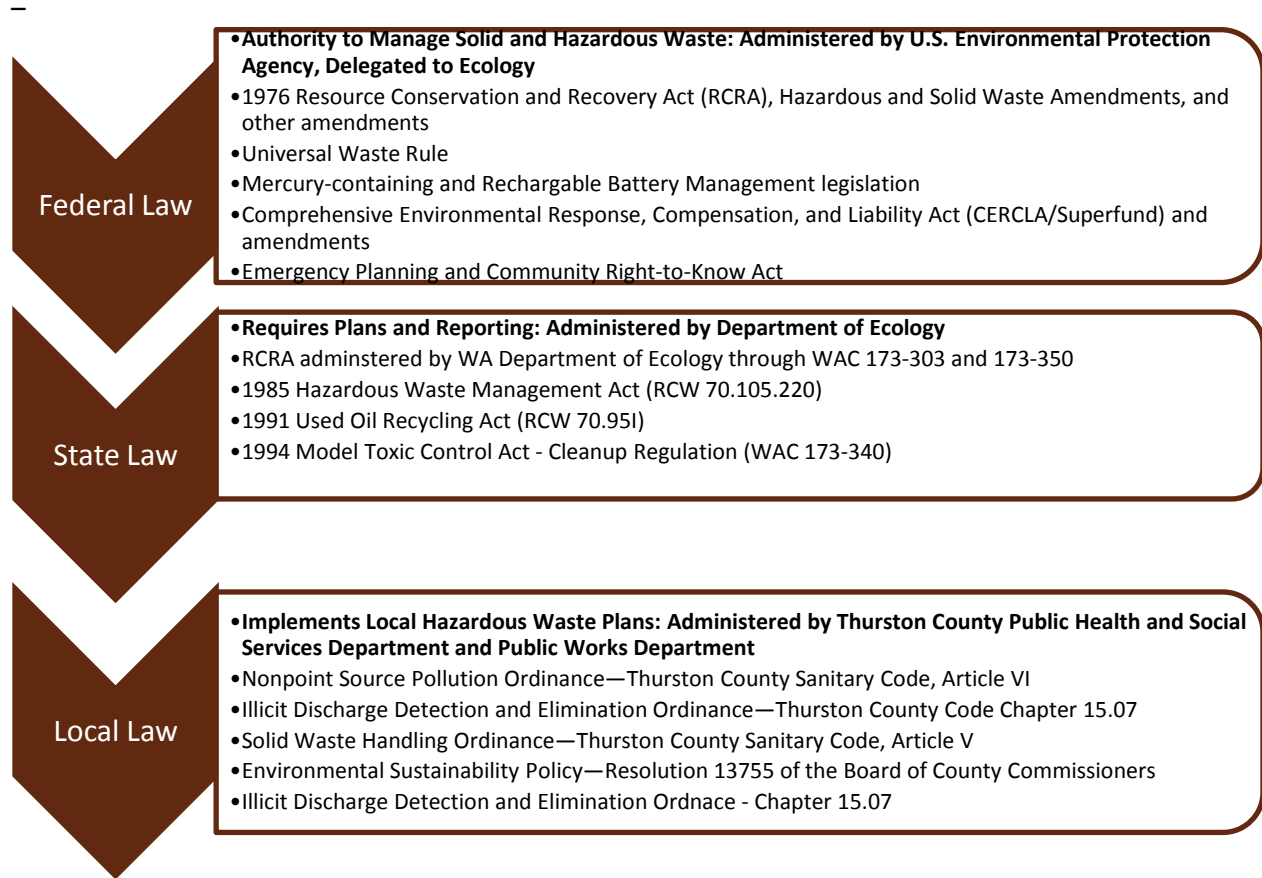 –
Federal Law
•Authority to Manage Solid and Hazardous Waste: Administered by U.S. Environmental Protection
Agency, Delegated to Ecology
•1976 Resource Conservation and Recovery Act (RCRA), Hazardous and Solid Waste Amendments, and
other amendments
•Universal Waste Rule
•Mercury-containing and Rechargable Battery Management legislation
•Comprehensive Environmental Response, Compensation, and Liability Act (CERCLA/Superfund) and
amendments
•Emergency Planning and Community Right-to-Know Act
State Law
•Requires Plans and Reporting: Administered by Department of Ecology
•RCRA adminstered by WA Department of Ecology through WAC 173-303 and 173-350
•1985 Hazardous Waste Management Act (RCW 70.105.220)
•1991 Used Oil Recycling Act (RCW 70.95I)
•1994 Model Toxic Control Act - Cleanup Regulation (WAC 173-340)
Local Law
•Implements Local Hazardous Waste Plans: Administered by Thurston County Public Health and Social
Services Department and Public Works Department
•Nonpoint Source Pollution Ordinance—Thurston County Sanitary Code, Article VI
•Illicit Discharge Detection and Elimination Ordinance—Thurston County Code Chapter 15.07
•Solid Waste Handling Ordinance—Thurston County Sanitary Code, Article V
•Environmental Sustainability Policy—Resolution 13755 of the Board of County Commissioners
•Illicit Discharge Detection and Elimination Ordnace - Chapter 15.07